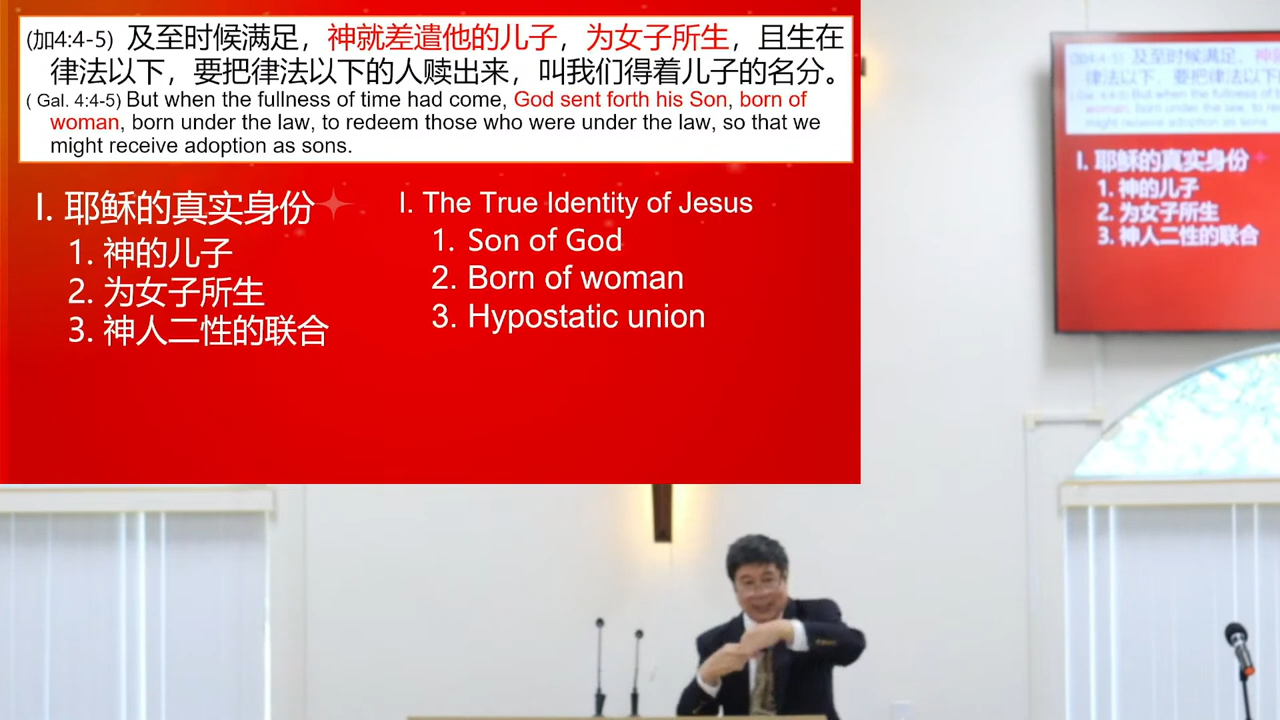 (加4:4-5) 及至时候满足，神就差遣他的儿子，为女子所生，且生在
律法以下，要把律法以下的人赎出来，叫我们得着儿子的名分。
( Gal. 4:4-5) But when the fullness of time had come, God sent forth his Son, born of
woman, born under the law, to redeem those who were under the law, so that we
might receive adoption as sons.
I. 耶稣的真实身份
1. 神的儿子
2. 为女子所生
3. 神人二性的联合
I. The True Identity of Jesus
1. Son of God
2. Born of woman
3. Hypostatic union
I. 耶稣的真实身份
1. 神的儿子
2. 为女子所生
3. 神人二性的联合